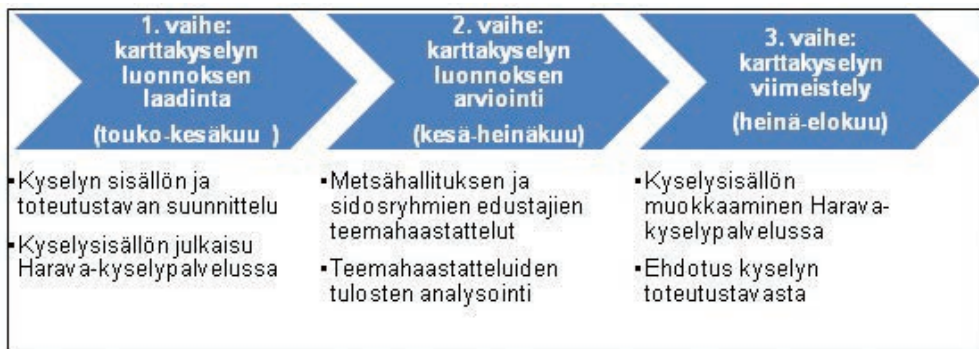 1. vaihe:
karttakyselyn
luonnoksen
laadinta
(touko-kesäkuu )
2. vaihe:
karttakyselyn
luonnoksen
arviointi
(kesä-heinäkuu)
3. vaihe:
karttakyselyn
viimeistely
(heinä-elokuu)
▪Kyselyn sisällön ja
toteutustavan suunnittelu
▪Kyselysisällön julkaisu
Harava-kyselypalvelussa
▪Metsähallituksen ja
sidosryhmien edustajien
teemahaastattelut
▪Teemahaastatteluiden
tulosten analysointi
▪Kyselysisällön
muokkaaminen Harava-
kyselypalvelussa
▪Ehdotus kyselyn
toteutustavasta